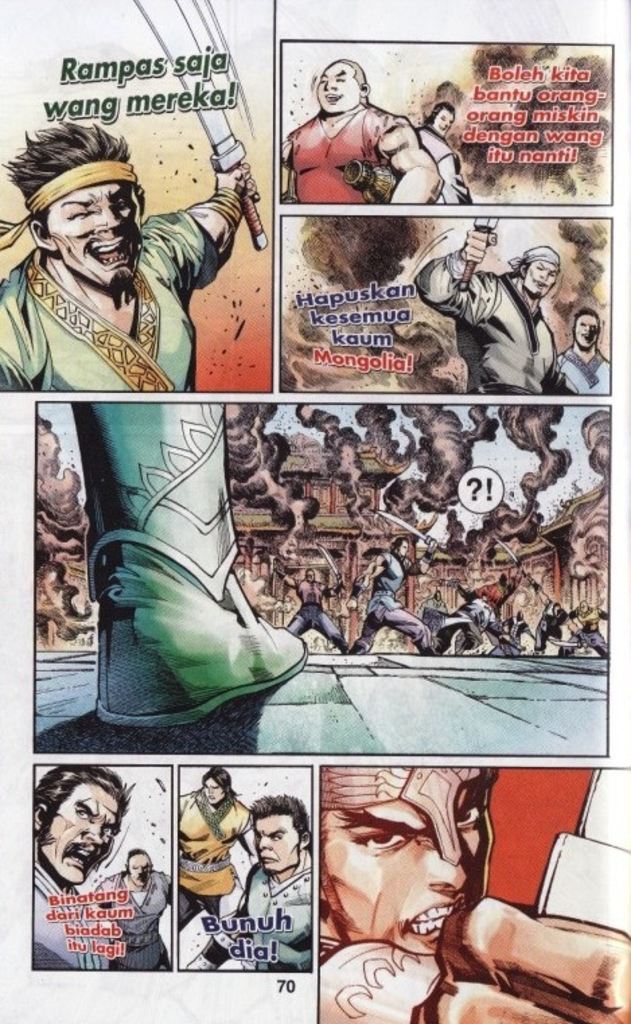 Rampas saja
wang mereka!
Boleh kita
bantu orang-
orang miskin
dengan wang
itu nanti!
Hapuskan
kesemua
kaum
Mongolia!
?!
Binatang
dari kaum
biadab
itu lagi!
Bunuh
dia!
70